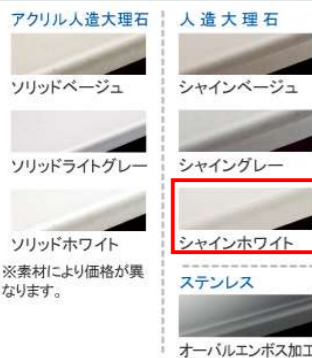 アクリル人造大理石
ソリッドベージュ
ソリッドライトグレー
ソリッドホワイト
※素材により価格が異
なります。
人造大理石
シャインベージュ
シャイングレー
シャインホワイト
ステンレス
オーバルエンボス加工